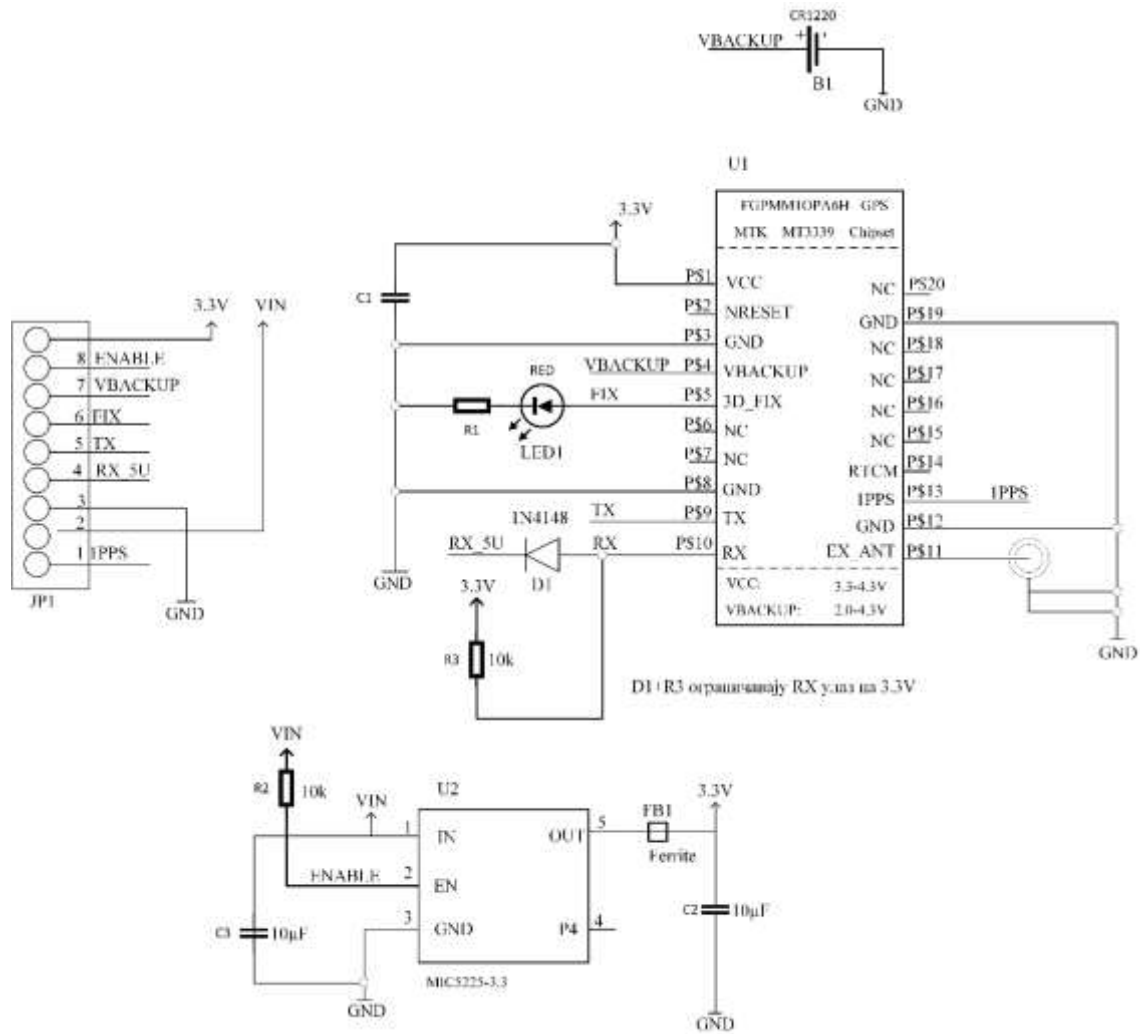 CR1220
VBACKUP
+
-
B1
GND
U1
FGPMM1OPA6H GPS
MTK MT3339 Chipset
3.3V
P$1 VCC
P$2 NRESET
P$3 GND
VBACKUP P$4 VBACKUP
FIX P$5 3D_FIX
P$6 NC
P$7 NC
P$8 GND
TX P$9 TX
RX_5U RX P$10 RX
NC P$20
GND P$19
NC P$18
NC P$17
NC P$16
NC P$15
RTCM P$14
1PPS P$13 1PPS
GND P$12
EX_ANT P$11
VCC: 3.3-4.3V
VBACKUP: 2.0-4.3V
GND
C1
R1
RED
LED1
1N4148
D1
GND
3.3V
R3 10k
D1+R3 ограничавају RX улаз на 3.3V
3.3V VIN
8 ENABLE
7 VBACKUP
6 FIX
5 TX
4 RX_5U
3
2
1 1PPS
JP1
GND
VIN
R2 10k
VIN
U2
1 IN
ENABLE 2 EN
3 GND
OUT 5
P4 4
MIC5225-3.3
C3 10µF
GND
FB1
Ferrite
3.3V
C2 10µF
GND